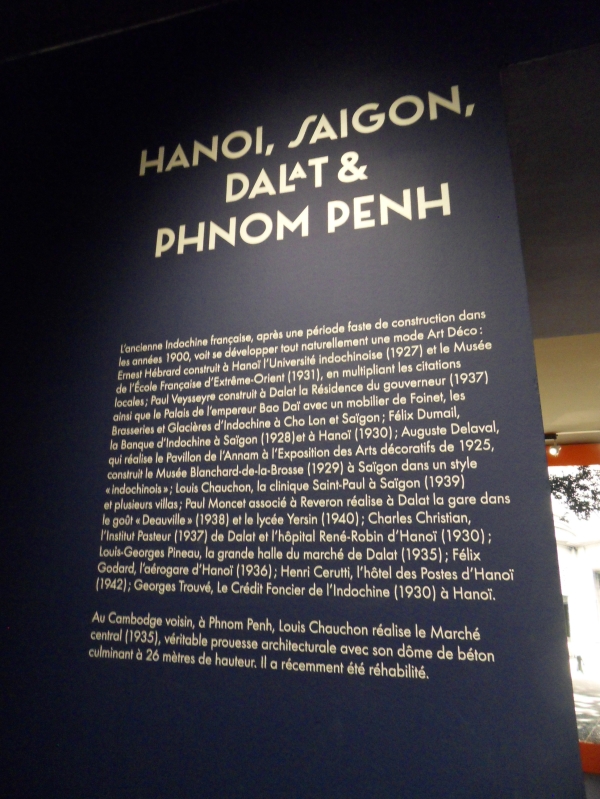 HANOI, SAIGON,
DALAT &
PHNOM PENH
L'ancienne Indochine française, après une période faste de construction dans
les années 1900, voit se développer tout naturellement une mode Art Déco :
Ernest Hébrard construit à Hanoï l'Université indochinoise (1927) et le Musée
de l'École Française d'Extrême-Orient (1931), en multipliant les citations
locales ; Paul Veysseyre construit à Dalat la Résidence du gouverneur (1937)
ainsi que le Palais de l'empereur Bao Daï avec un mobilier de Foinet, les
Brasseries et Glacières d'Indochine à Cho Lon et Saïgon ; Félix Dumail,
la Banque d'Indochine à Saïgon (1928)et à Hanoï (1930) ; Auguste Delaval,
qui réalise le Pavillon de l'Annam à l'Exposition des Arts décoratifs de 1925,
construit le Musée Blanchard-de-la-Brosse (1929) à Saïgon dans un style
« indochinois » ; Louis Chauchon, la clinique Saint-Paul à Saïgon (1939)
et plusieurs villas ; Paul Moncet associé à Reveron réalise à Dalat la gare dans
le goût « Deauville » (1938) et le lycée Yersin (1940) ; Charles Christian,
l'Institut Pasteur (1937) de Dalat et l'hôpital René-Robin d'Hanoï (1930) ;
Louis-Georges Pineau, la grande halle du marché de Dalat (1935) ; Félix
Godard, l'aérogare d'Hanoï (1936) ; Henri Cerutti, l'hôtel des Postes d'Hanoï
(1942) ; Georges Trouvé, Le Crédit Foncier de l'Indochine (1930) à Hanoï.
Au Cambodge voisin, à Phnom Penh, Louis Chauchon réalise le Marché
central (1935), véritable prouesse architecturale avec son dôme de béton
culminant à 26 mètres de hauteur. Il a récemment été réhabilité.